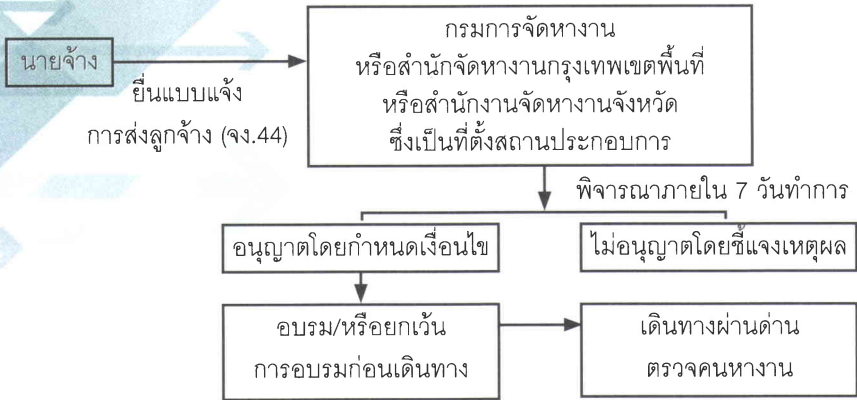 นายจ้าง
ยื่นแบบแจ้ง
การส่งลูกจ้าง (จง.44)
กรมการจัดหางาน
หรือสำนักจัดหางานกรุงเทพเขตพื้นที่
หรือสำนักงานจัดหางานจังหวัด
ซึ่งเป็นที่ตั้งสถานประกอบการ
พิจารณาภายใน 7 วันทำการ
อนุญาตโดยกำหนดเงื่อนไข
ไม่อนุญาตโดยชี้แจงเหตุผล
อบรม/หรือยกเว้น
การอบรมก่อนเดินทาง
เดินทางผ่านด่าน
ตรวจคนหางาน